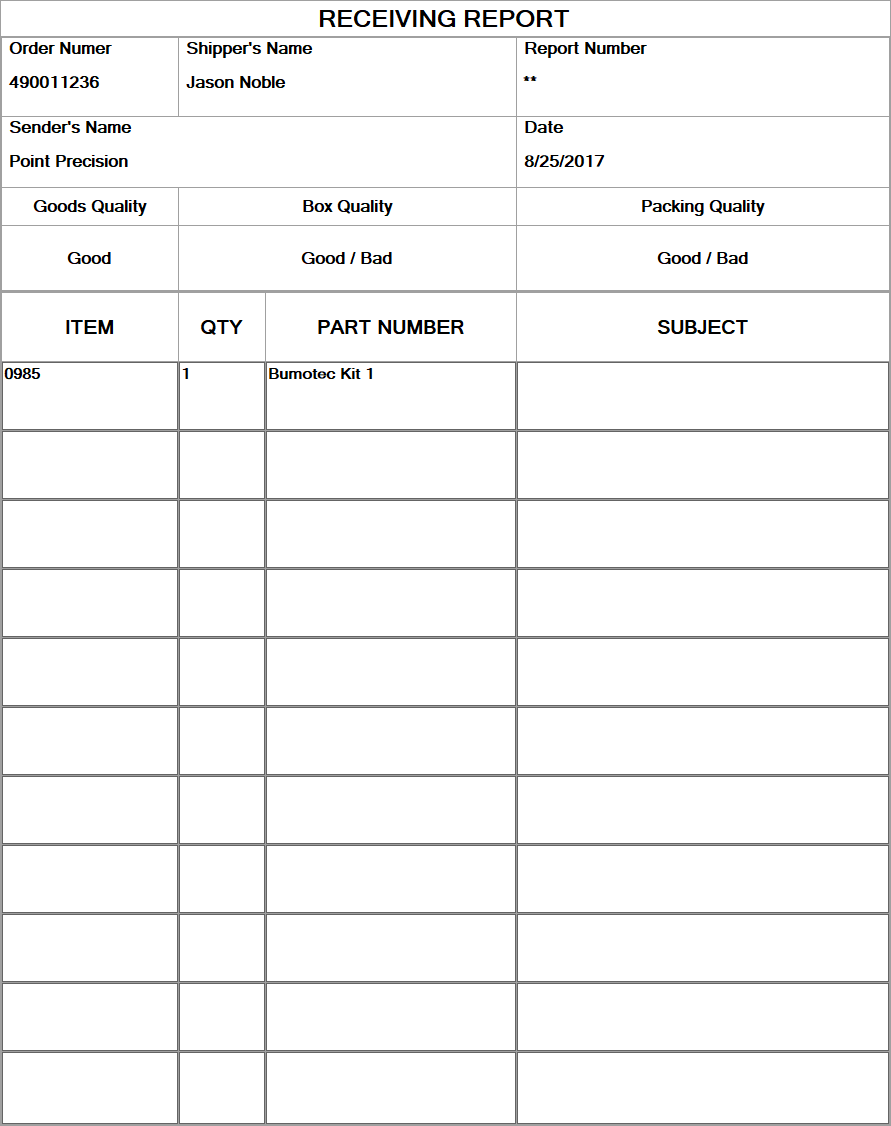 RECEIVING REPORT
Order Numer
Shipper's Name
Report Number
490011236
Jason Noble
**
Sender's Name
Date
Point Precision
8/25/2017
Goods Quality
Box Quality
Packing Quality
Good
Good / Bad
Good / Bad
ITEM
QTY
PART NUMBER
SUBJECT
0985
1
Bumotec Kit 1